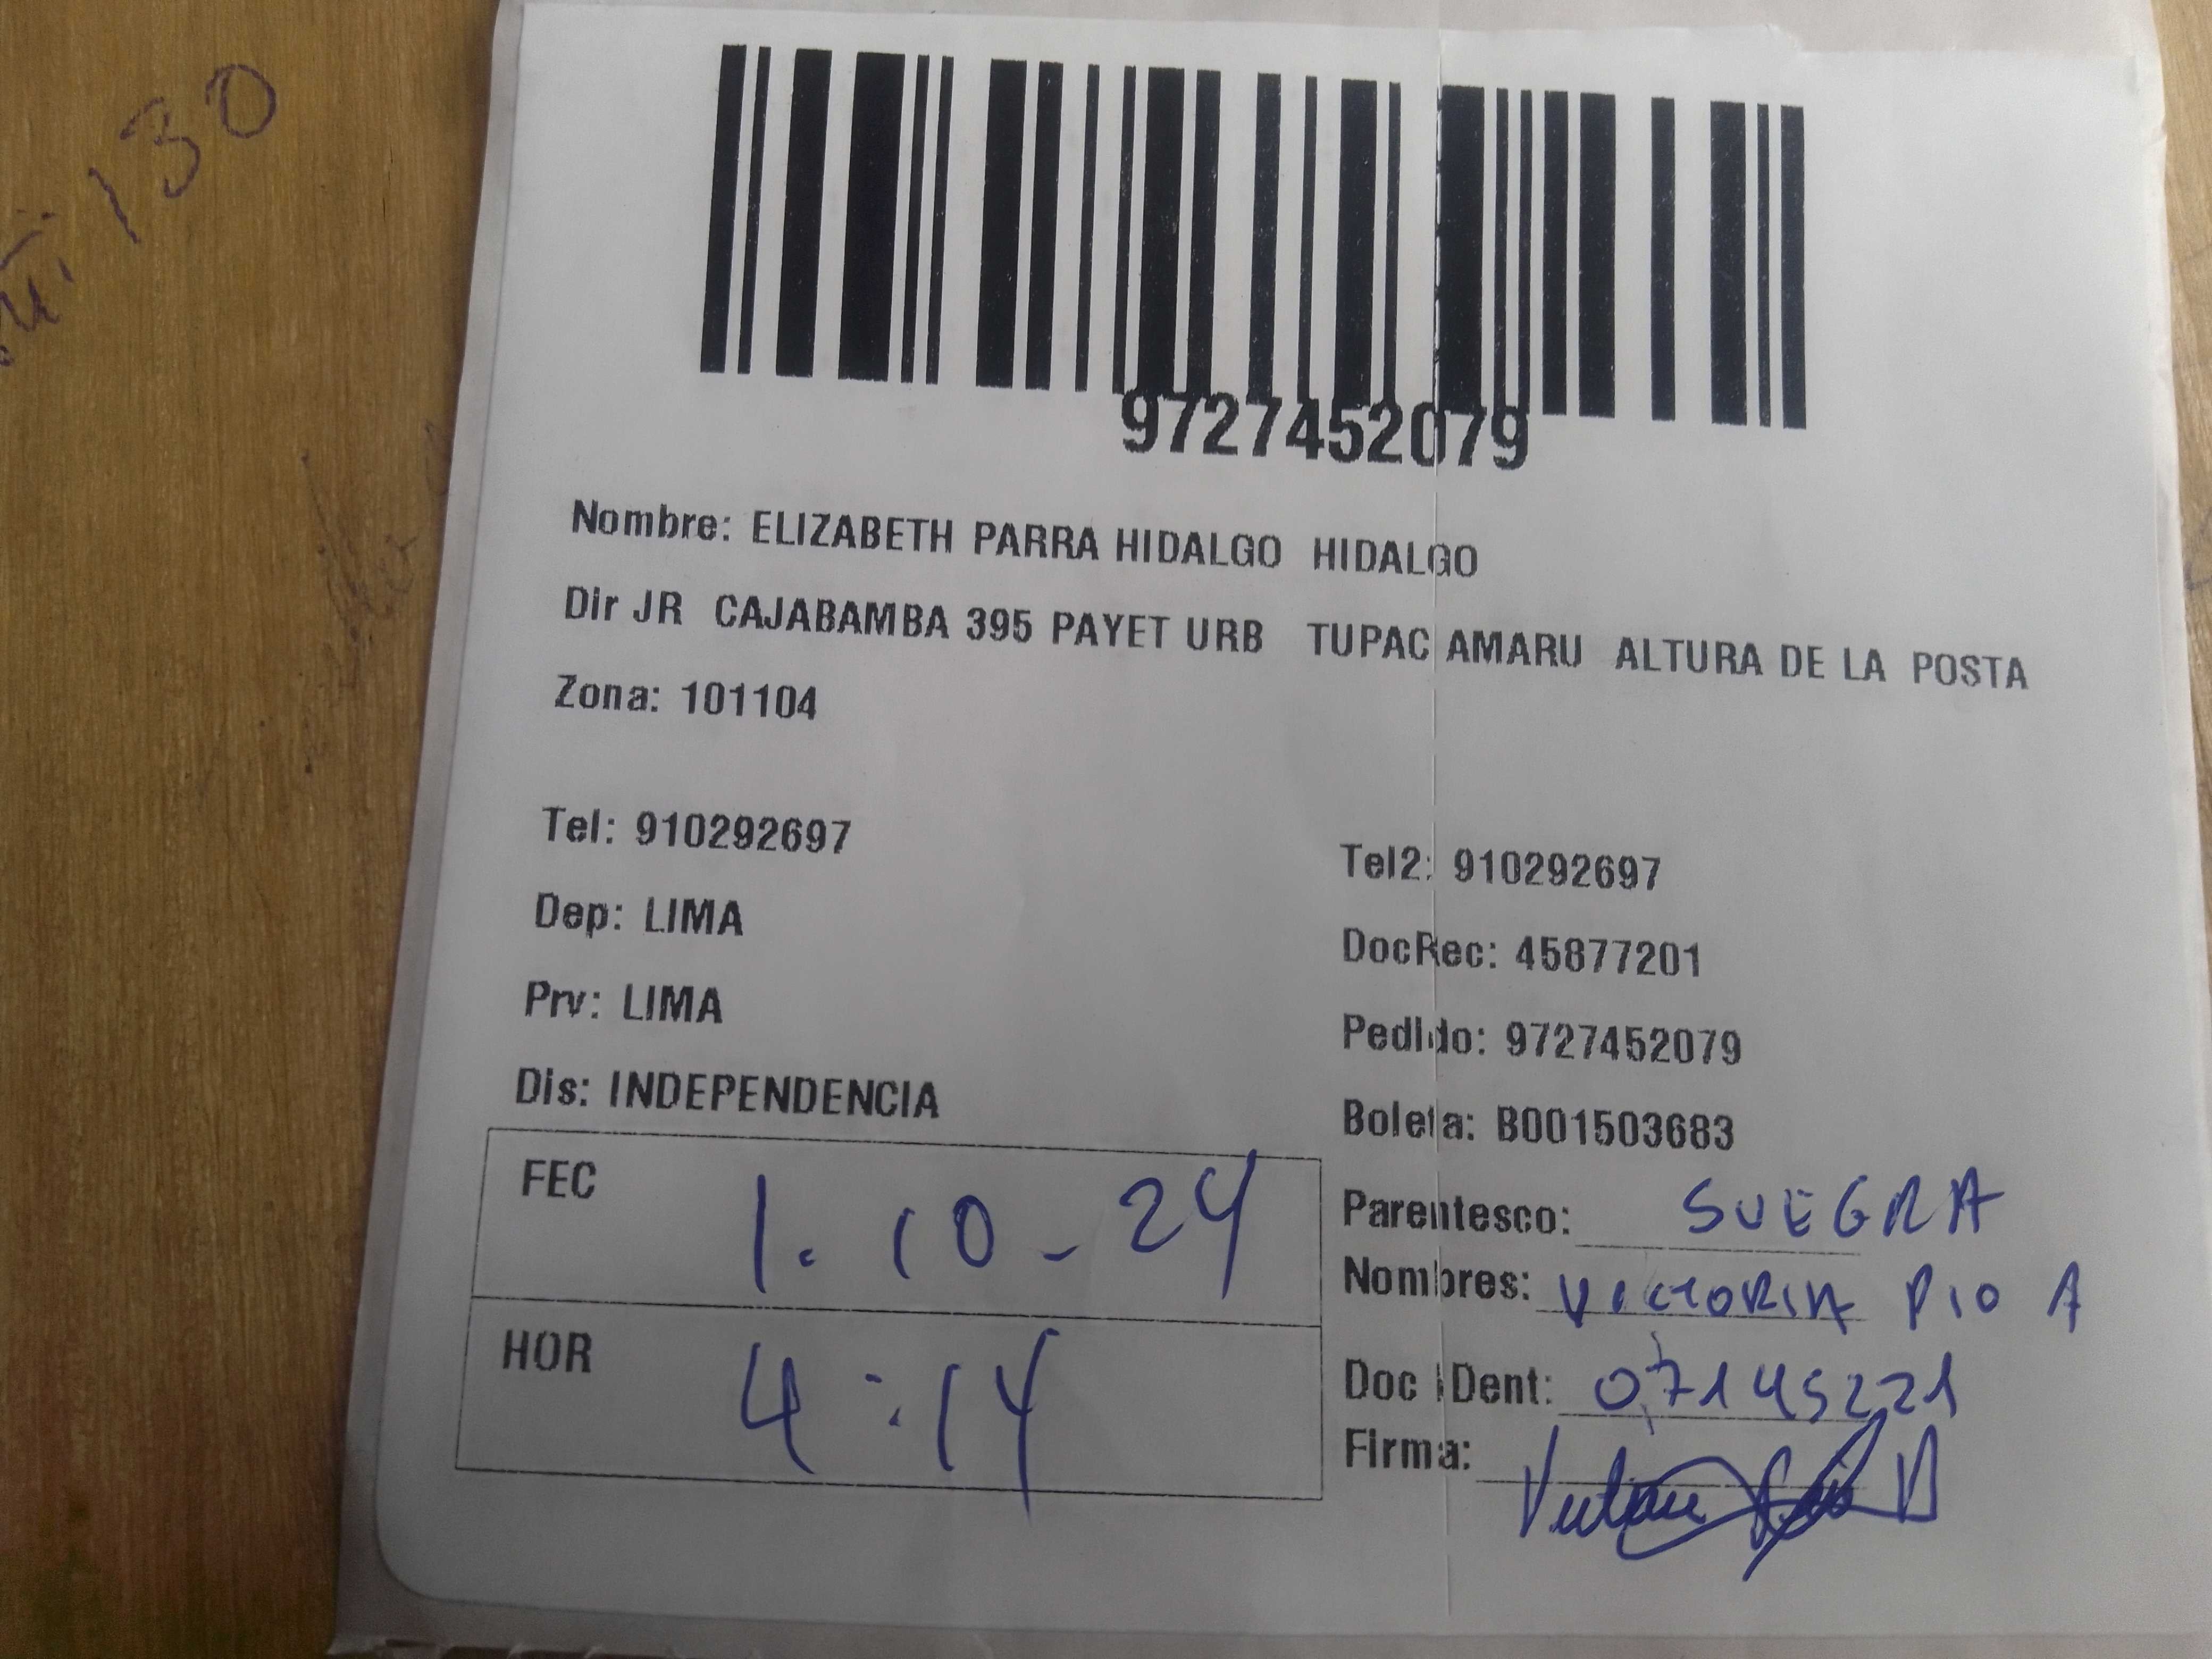 130
9727452079
Nombre: ELIZABETH PARRA HIDALGO HIDALGO
Dir JR CAJABAMBA 395 PAYET URB TUPAC AMARU ALTURA DE LA POSTA
Zona: 101104
Tel: 910292697
Tel2: 910292697
Dep: LIMA
DocRec: 45877201
Prv: LIMA
Pedido: 9727452079
Dis: INDEPENDENCIA
Boleta: B001503683
FEC 1. 10 - 24
Parentesco: SUEGRA
Nombres: VICTORIA PIO A
HOR 4:14
Doc IDent: 07145221
Firma: